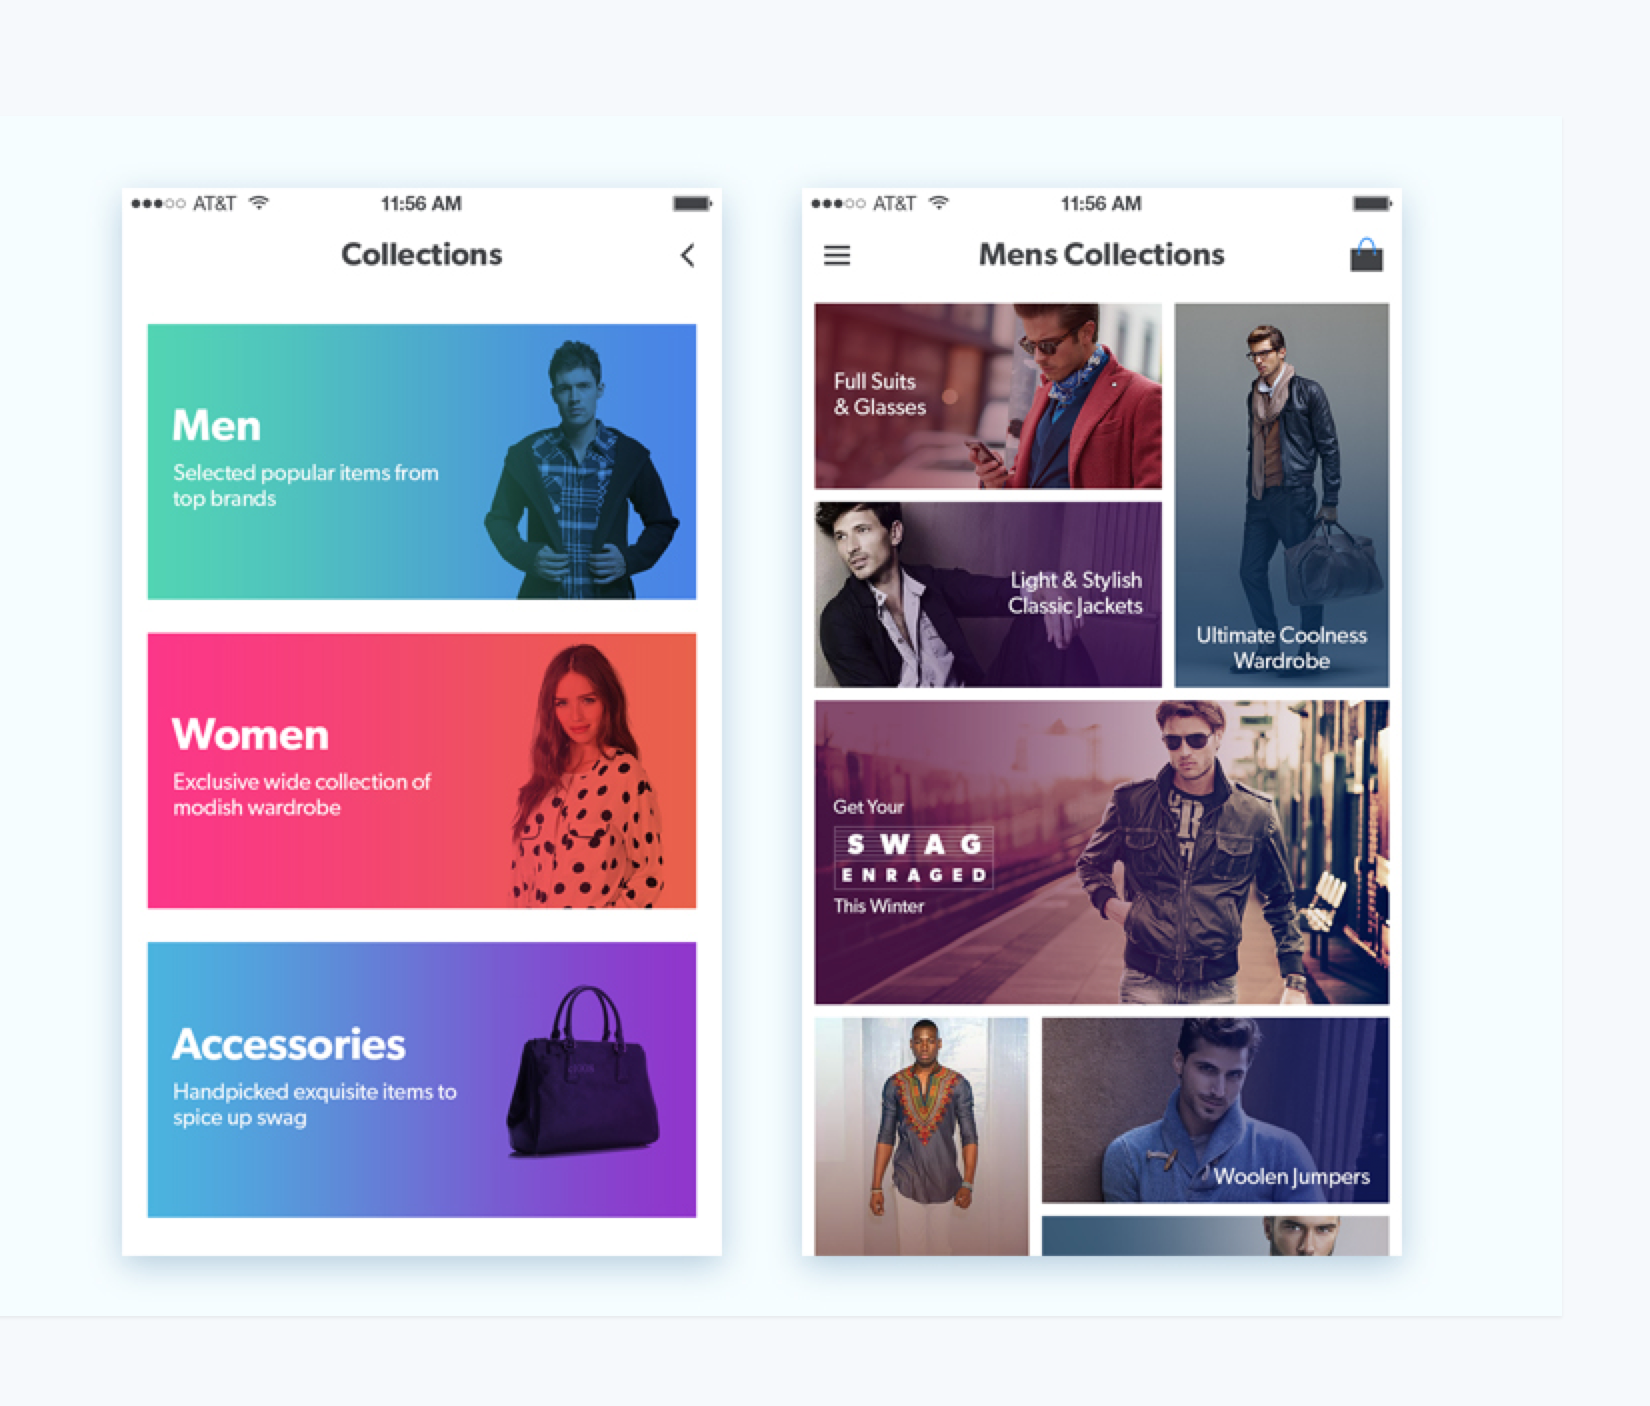 AT&T 11:56 AM
Collections
Men
Selected popular items from
top brands
Women
Exclusive wide collection of
modish wardrobe
Accessories
Handpicked exquisite items to
spice up swag
AT&T 11:56 AM
Mens Collections
Full Suits
& Glasses
Light & Stylish
Classic Jackets
Ultimate Coolness
Wardrobe
Get Your
SWAG
ENRAGED
This Winter
Woolen Jumpers